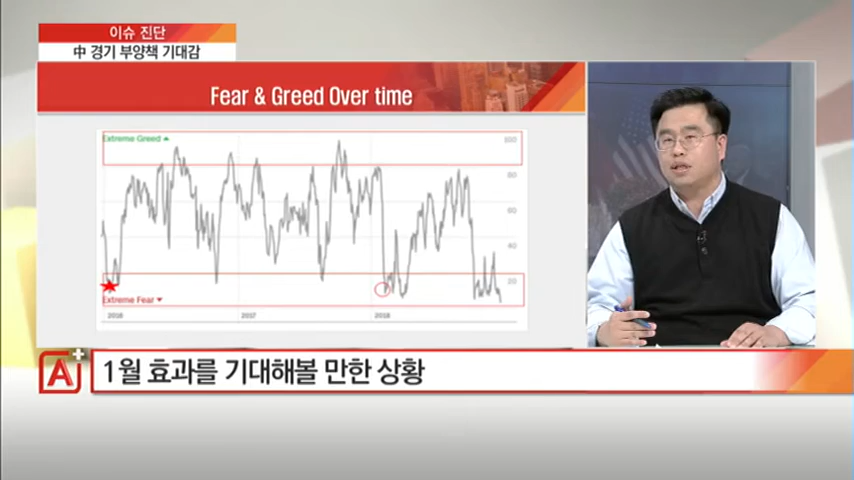 이슈 진단
中 경기 부양책 기대감
Fear & Greed Over time
Extreme Greed
100
80
60
40
20
Extreme Fear
2016
2017
2018
A+
1월 효과를 기대해볼 만한 상황